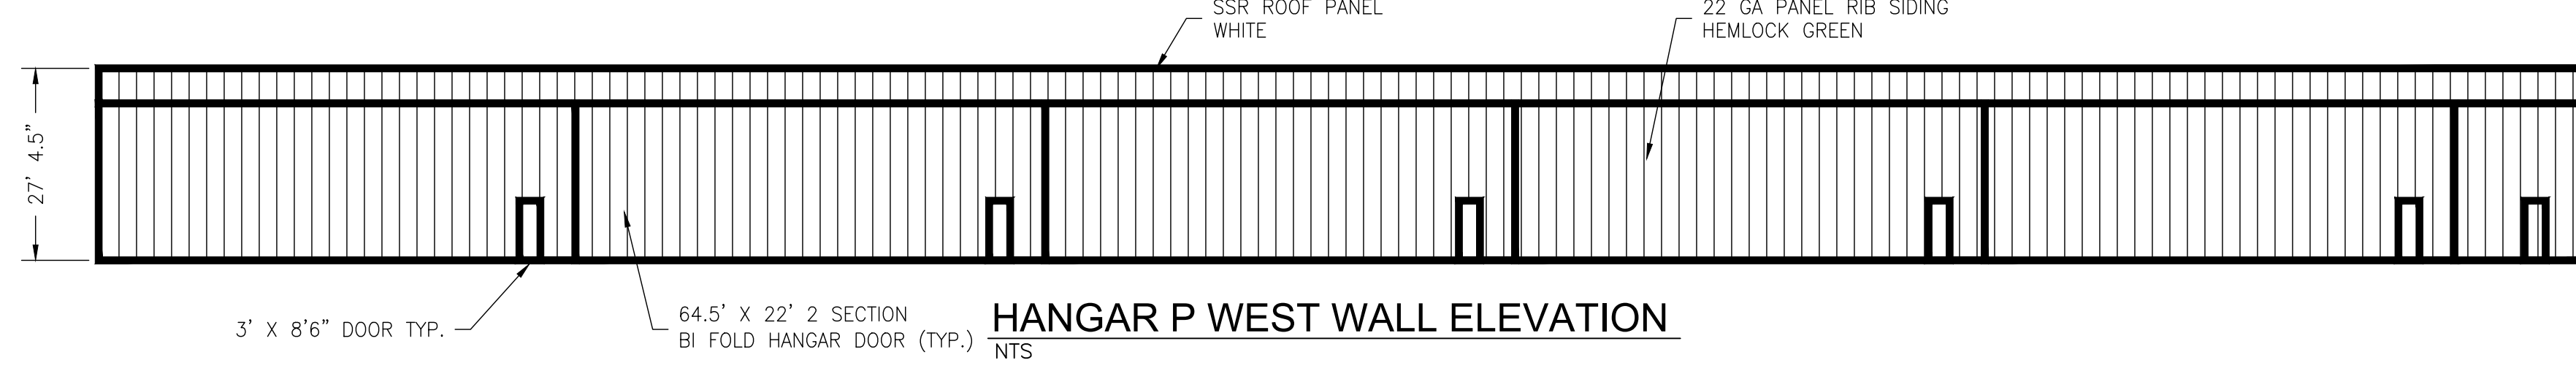 SSR ROOF PANEL
WHITE
22 GA PANEL RIB SIDING
HEMLOCK GREEN
27' 4.5"
3' X 8'6" DOOR TYP.
64.5' X 22' 2 SECTION
BI FOLD HANGAR DOOR (TYP.)
HANGAR P WEST WALL ELEVATION
NTS